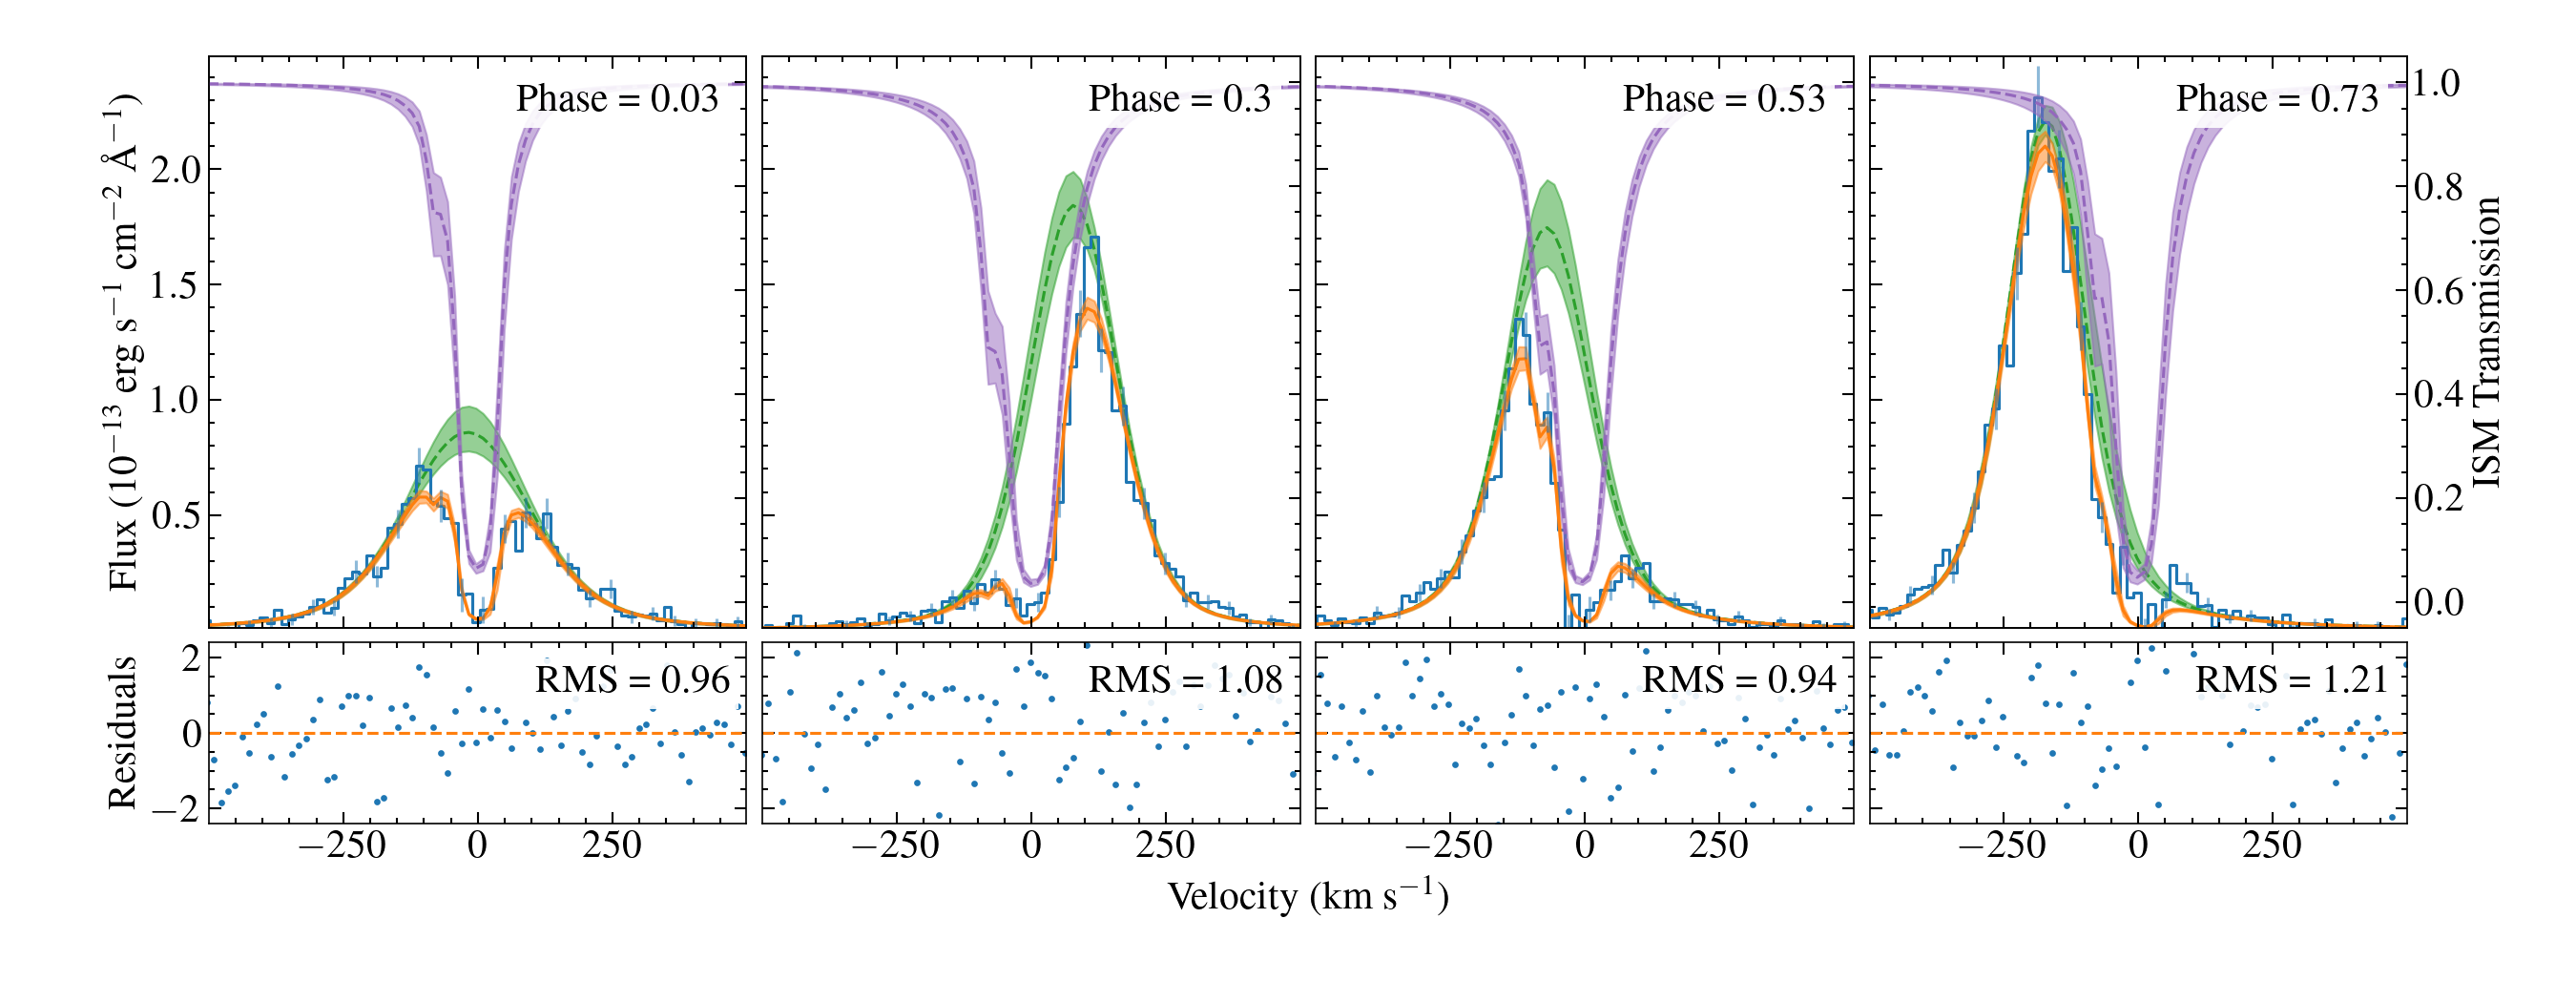 Phase = 0.03
Phase = 0.3
Phase = 0.53
Phase = 0.73
Flux (10⁻¹³ erg s⁻¹ cm⁻² Å⁻¹)
2.0
1.5
1.0
0.5
1.0
0.8
0.6
0.4
0.2
0.0
ISM Transmission
Residuals
2
0
−2
RMS = 0.96
RMS = 1.08
RMS = 0.94
RMS = 1.21
−250 0 250
−250 0 250
−250 0 250
−250 0 250
Velocity (km s⁻¹)